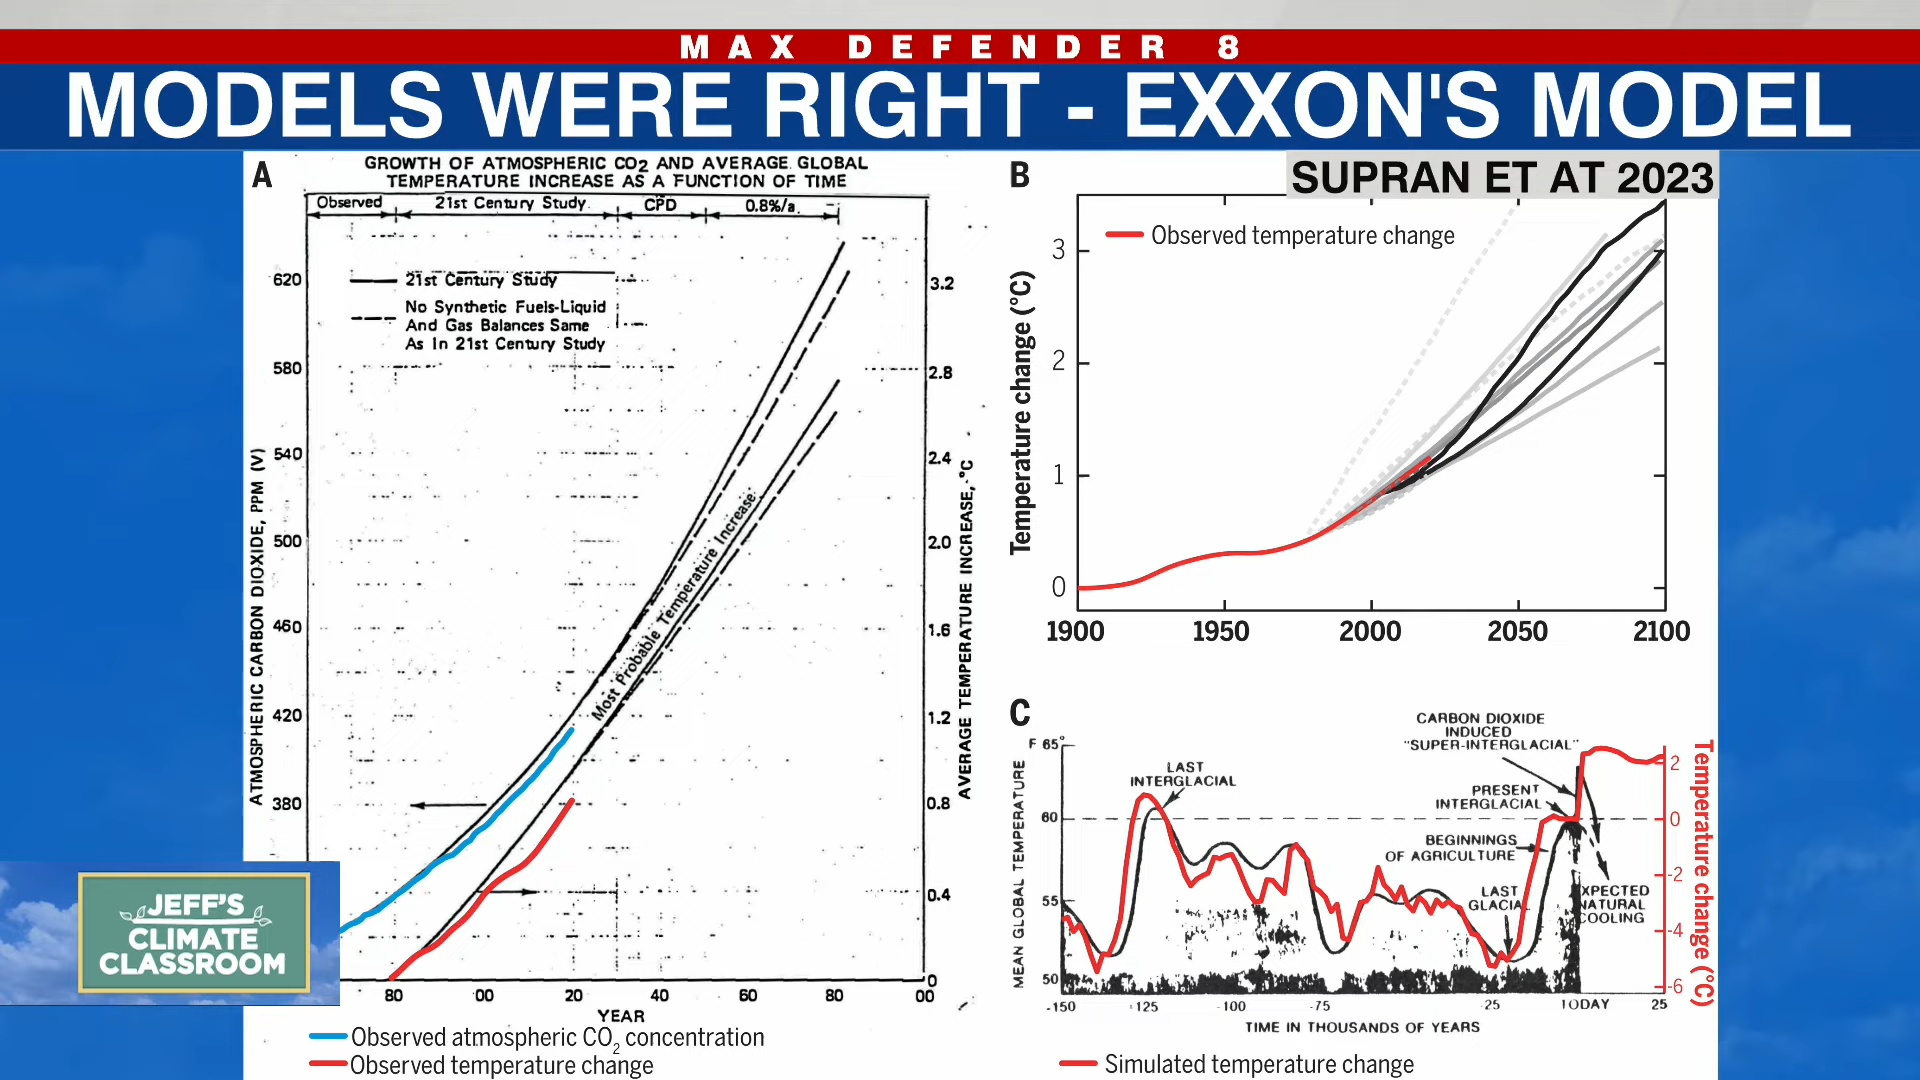 MAX DEFENDER 8
MODELS WERE RIGHT - EXXON'S MODEL
A
GROWTH OF ATMOSPHERIC CO2 AND AVERAGE GLOBAL
TEMPERATURE INCREASE AS A FUNCTION OF TIME
Observed
21st Century Study
CPD
0.8%/a
21st Century Study
No Synthetic Fuels-Liquid
And Gas Balances Same
As In 21st Century Study
620
580
540
500
460
420
380
ATMOSPHERIC CARBON DIOXIDE, PPM (V)
3.2
2.8
2.4
2.0
1.6
1.2
0.8
0.4
0
AVERAGE TEMPERATURE INCREASE, °C
Most Probable Temperature Increase
80
00
20
40
60
80
00
YEAR
Observed atmospheric CO2 concentration
Observed temperature change
JEFF'S
CLIMATE
CLASSROOM
B
SUPRAN ET AT 2023
Observed temperature change
3
2
1
0
Temperature change (°C)
1900
1950
2000
2050
2100
C
F 65°
60
55
50
MEAN GLOBAL TEMPERATURE
LAST
INTERGLACIAL
CARBON DIOXIDE
INDUCED
"SUPER-INTERGLACIAL"
PRESENT
INTERGLACIAL
BEGINNINGS
OF AGRICULTURE
LAST
GLACIAL
XPECTED
NATURAL
COOLING
2
0
-2
-4
-6
Temperature change (°C)
-150
-125
-100
-75
-25
TODAY
25
TIME IN THOUSANDS OF YEARS
Simulated temperature change